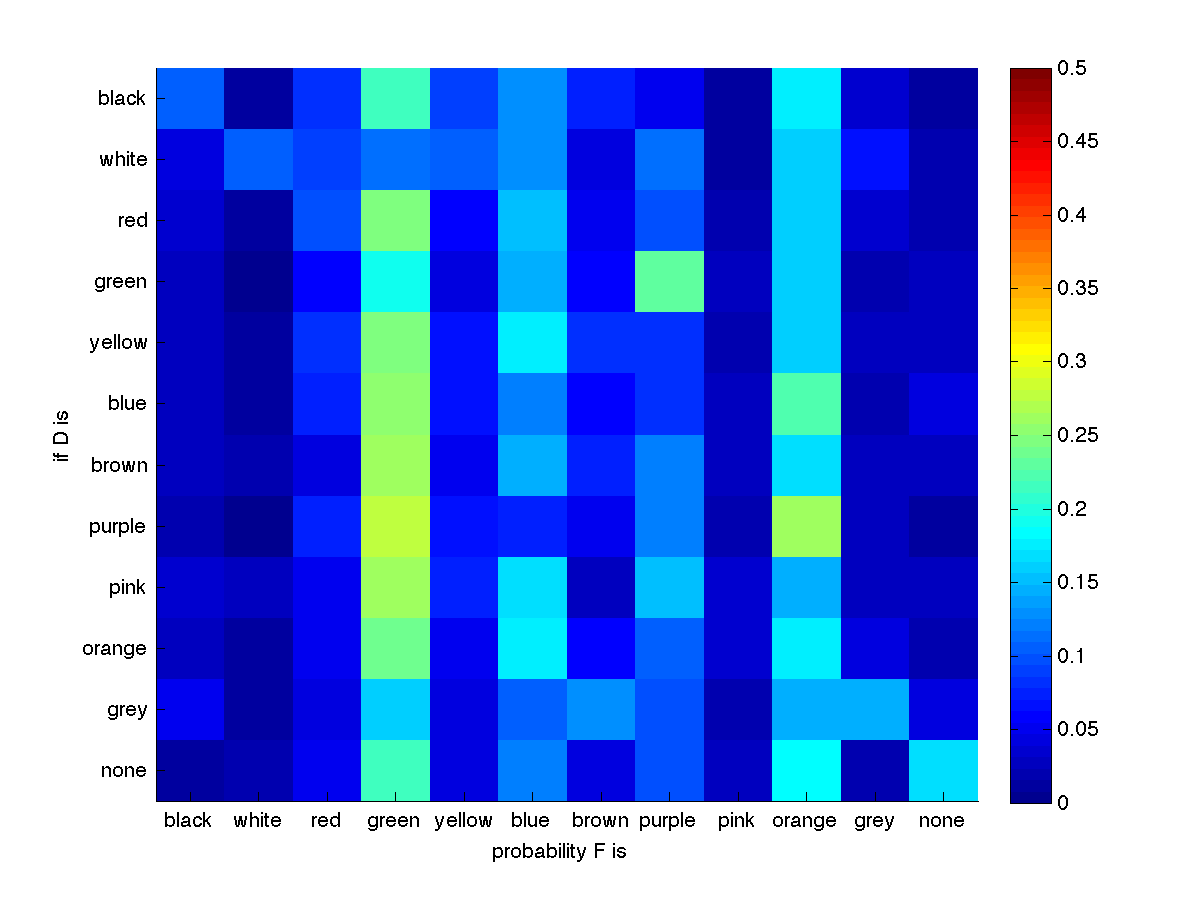 if D is
black
white
red
green
yellow
blue
brown
purple
pink
orange
grey
none
black white red green yellow blue brown purple pink orange grey none
probability F is
0.5
0.45
0.4
0.35
0.3
0.25
0.2
0.15
0.1
0.05
0